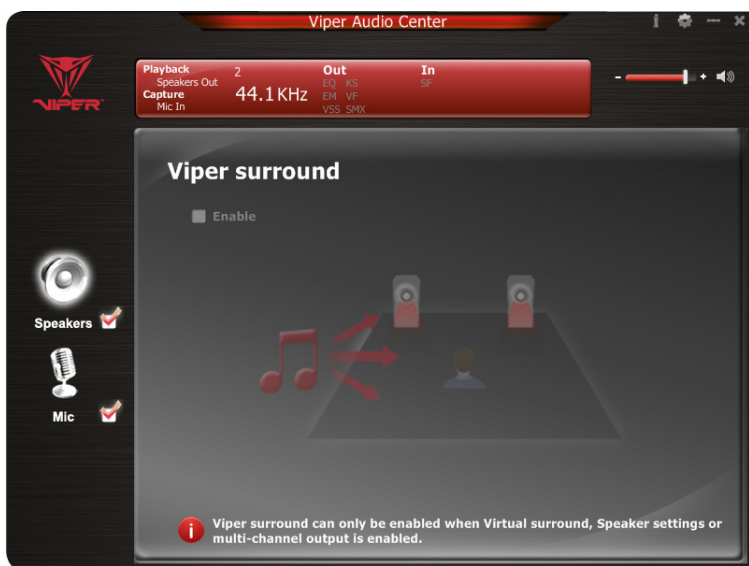 Viper Audio Center
Playback 2 Out In
Speakers Out EQ KS SF
Capture 44.1 KHz EM VF
Mic In VSS SMX
VIPER
Viper surround
Enable
Speakers
Mic
Viper surround can only be enabled when Virtual surround, Speaker settings or
multi-channel output is enabled.